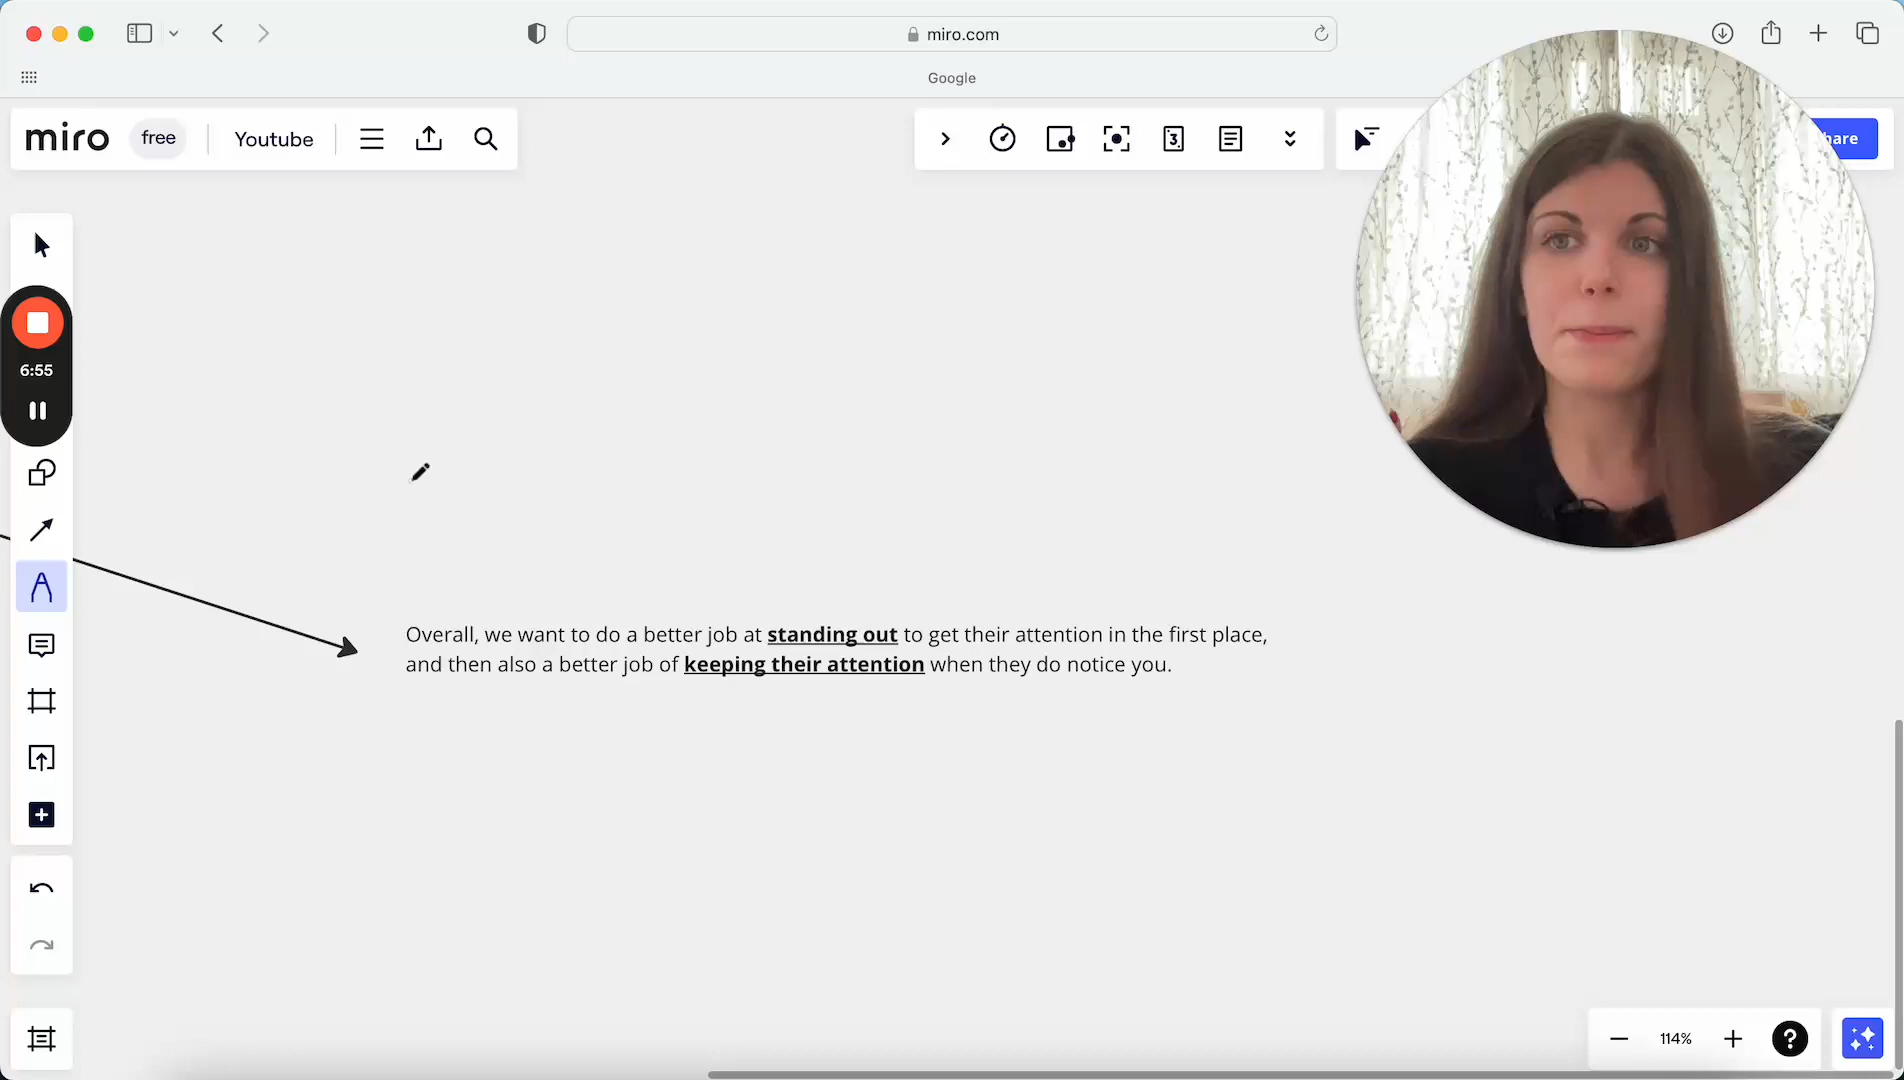 miro.com
Google
miro free Youtube
3
are
6:55
Overall, we want to do a better job at standing out to get their attention in the first place,
and then also a better job of keeping their attention when they do notice you.
114%
?